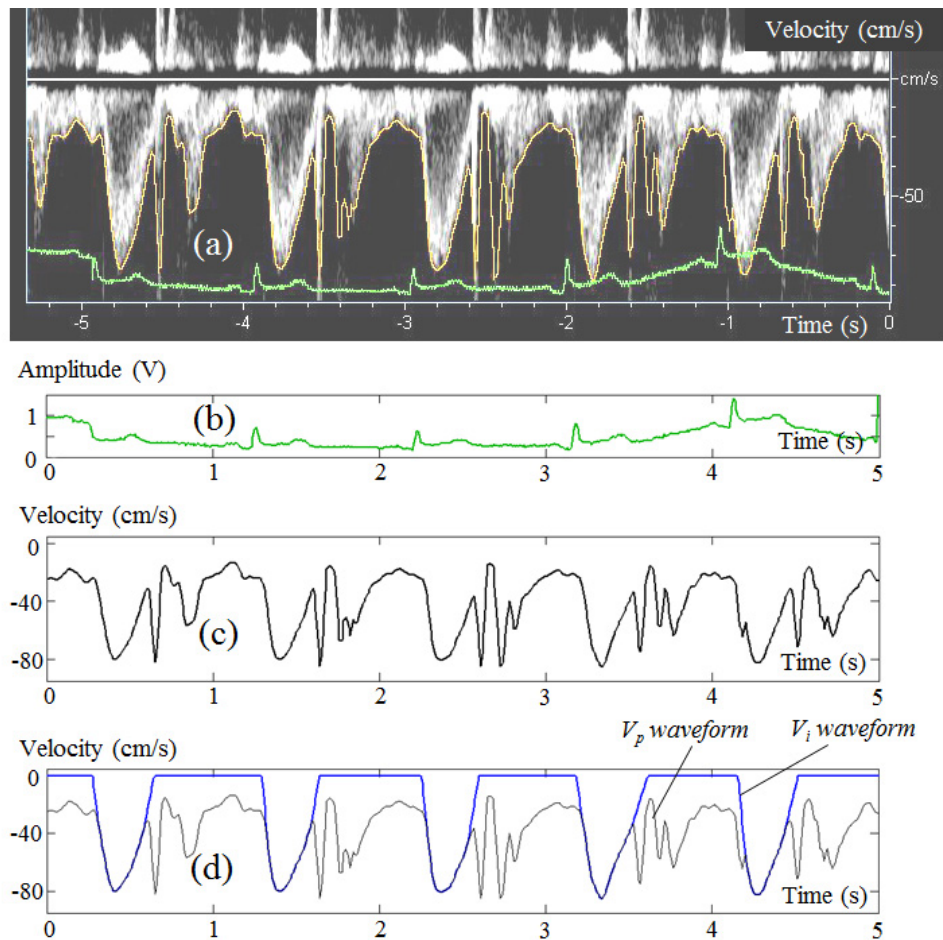 Velocity (cm/s)
cm/s
-50
(a)
-5 -4 -3 -2 -1 Time (s) 0
Amplitude (V)
1
(b)
Time (s)
0
0 1 2 3 4 5
Velocity (cm/s)
0
-40
(c)
-80
Time (s)
0 1 2 3 4 5
Velocity (cm/s)
Vp waveform
Vi waveform
0
-40
(d)
-80
Time (s)
0 1 2 3 4 5